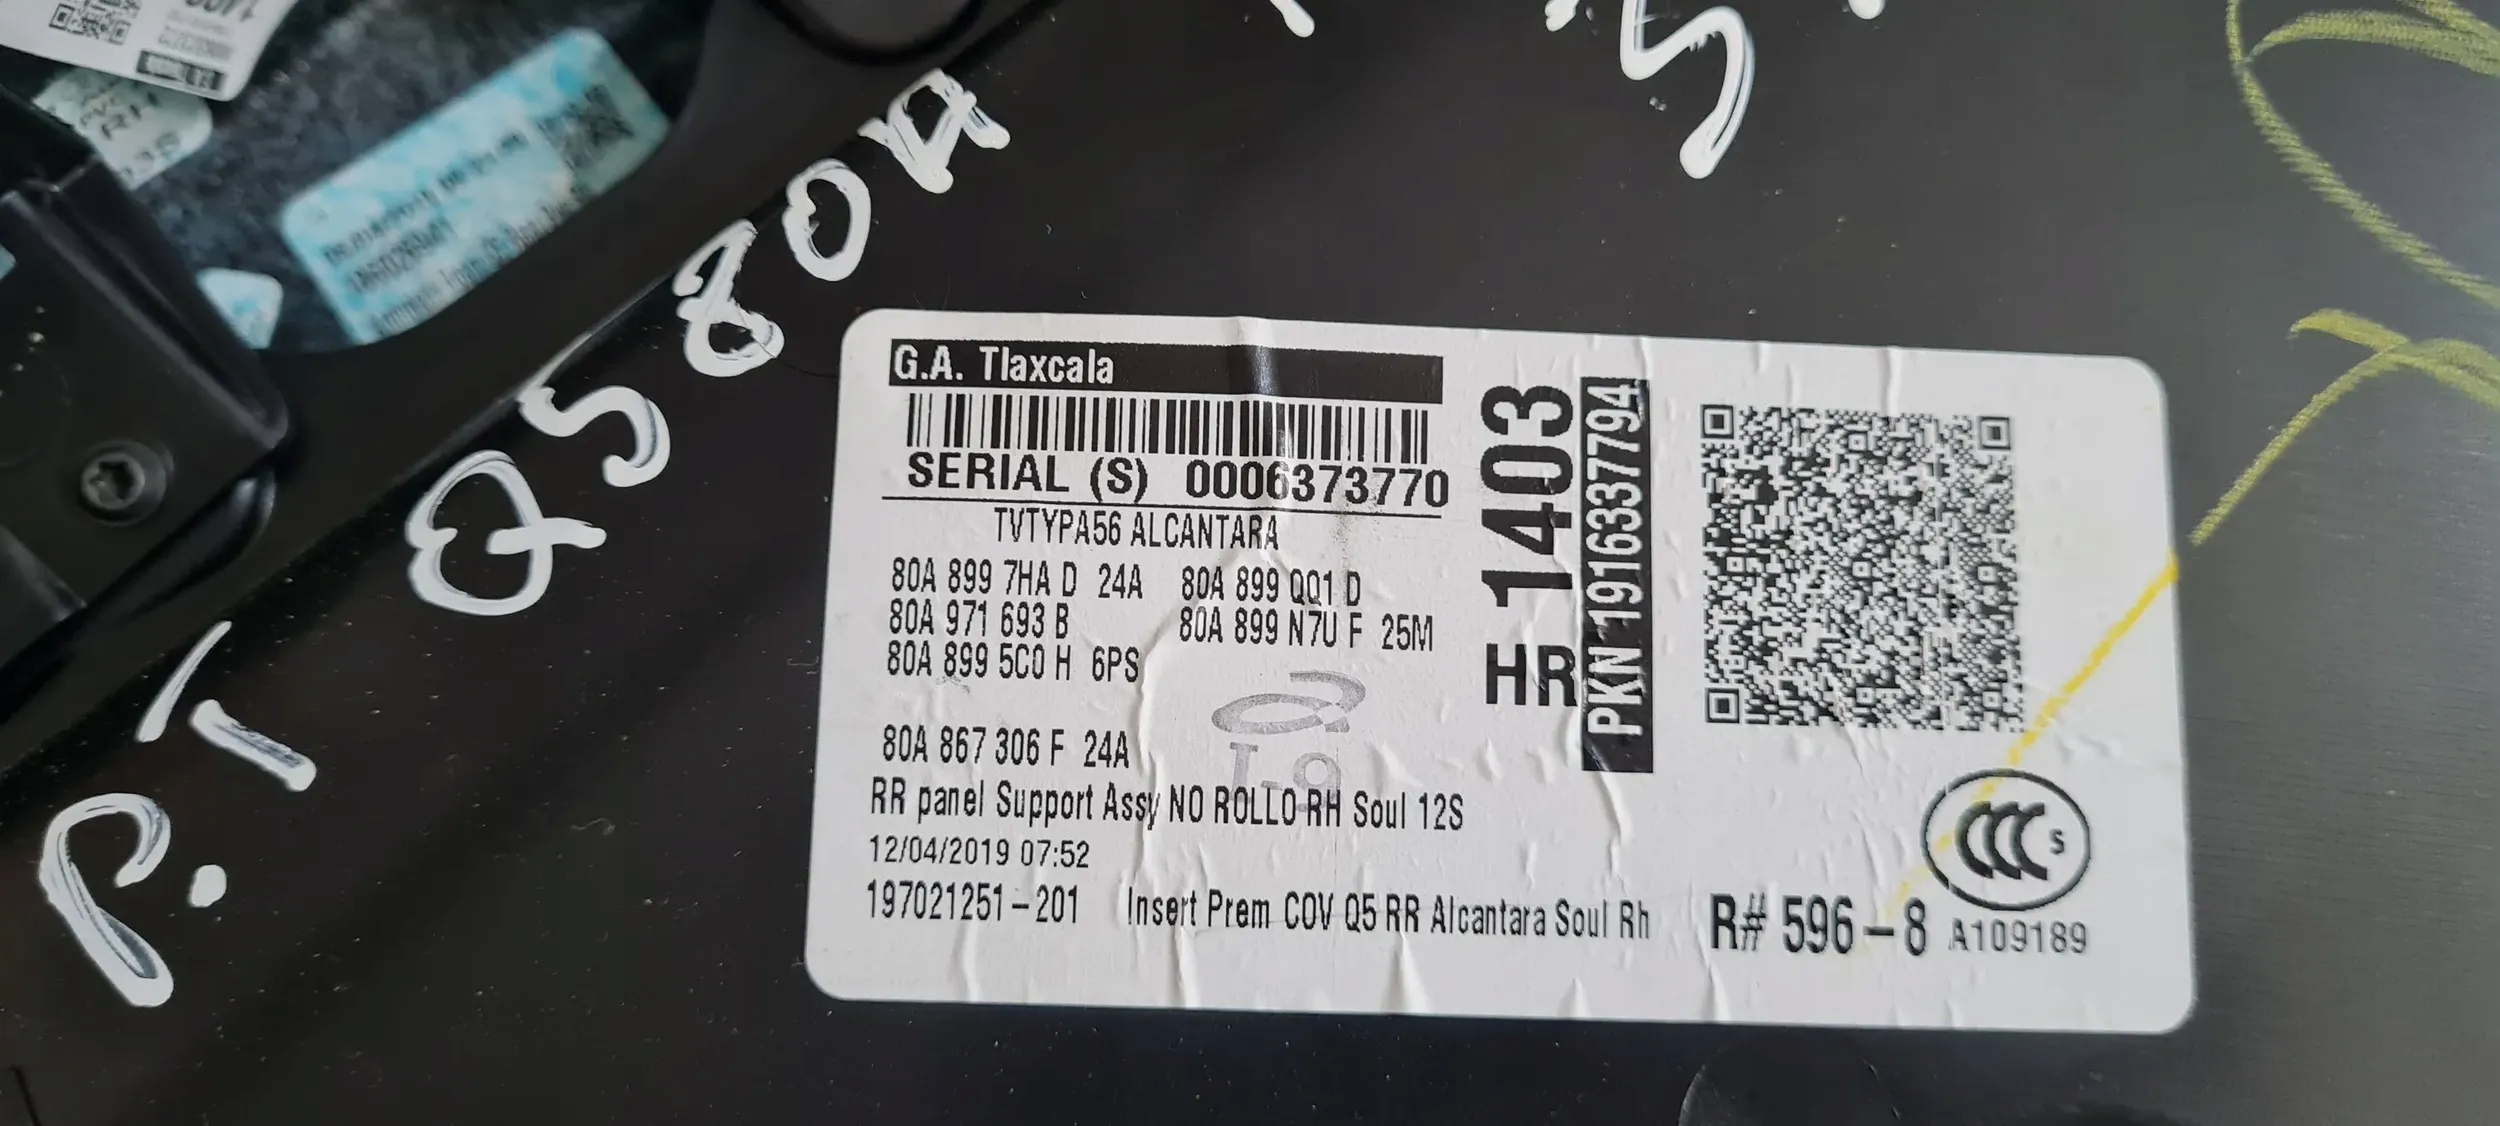 P.T Q5 80A
G.A. Tlaxcala
SERIAL (S) 0006373770
TVTYPA56 ALCANTARA
80A 899 7HA D 24A 80A 899 QQ1 D
80A 971 693 B 80A 899 N7U F 25M
80A 899 5C0 H 6PS
80A 867 306 F 24A
RR panel Support Assy NO ROLLO RH Soul 12S
12/04/2019 07:52
197021251-201 Insert Prem COV Q5 RR Alcantara Soul Rh
HR 1403
PKN 1916337794
I-9
CCC S
R# 596-8 A109189
RH